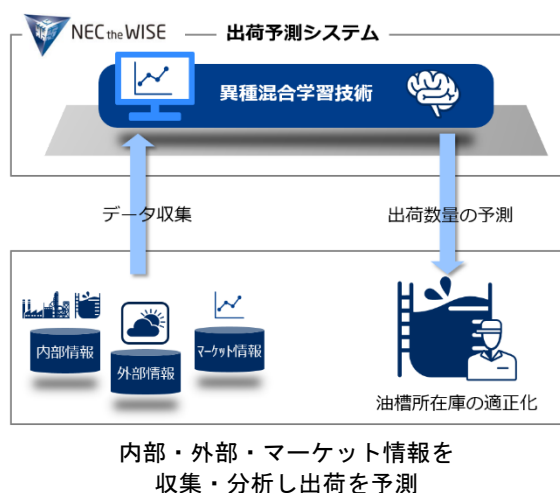 NEC the WISE
出荷予測システム
異種混合学習技術
データ収集
出荷数量の予測
内部情報
外部情報
マーケット情報
油槽所在庫の適正化
内部・外部・マーケット情報を
収集・分析し出荷を予測